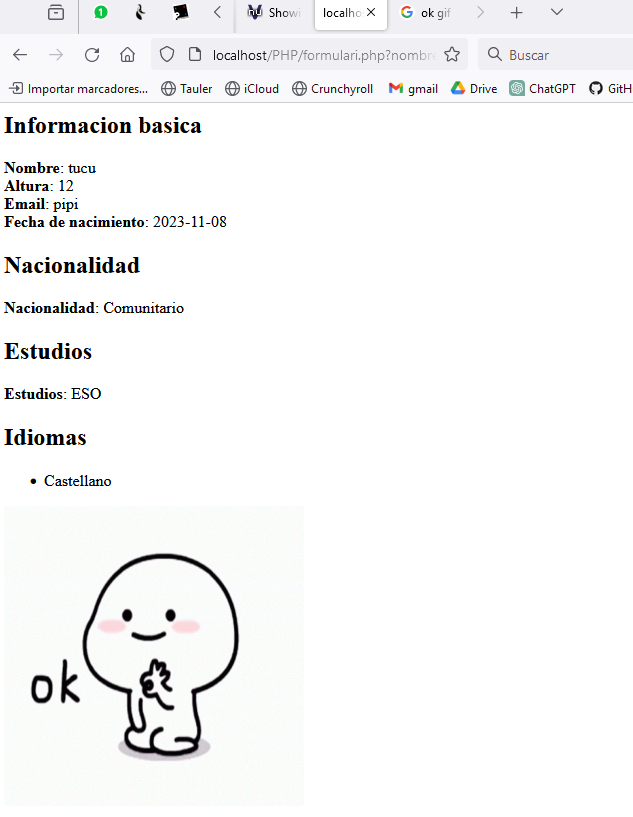 1
Showi
localho
ok gif
localhost/PHP/formulari.php?nombr
Buscar
Importar marcadores...
Tauler
iCloud
Crunchyroll
gmail
Drive
ChatGPT
GitH
Informacion basica
Nombre: tucu
Altura: 12
Email: pipi
Fecha de nacimiento: 2023-11-08
Nacionalidad
Nacionalidad: Comunitario
Estudios
Estudios: ESO
Idiomas
• Castellano
ok